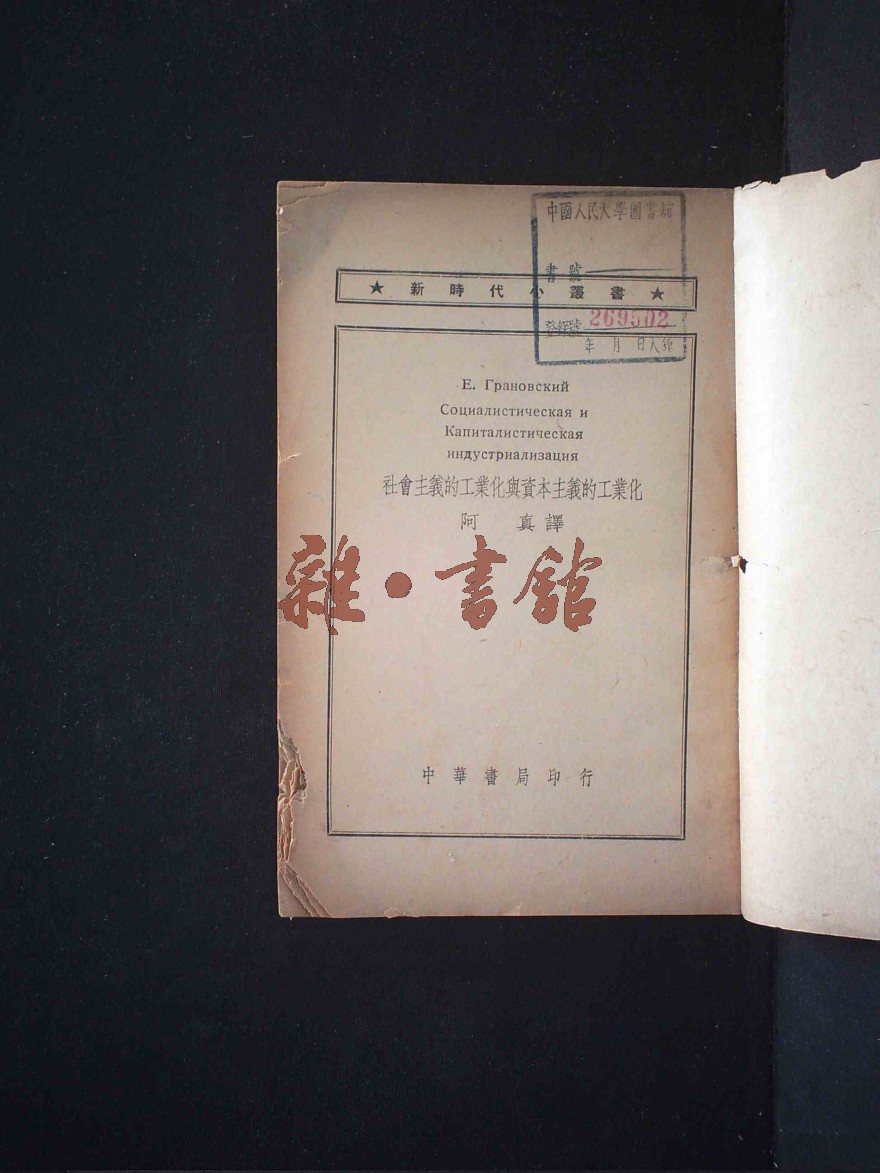 中國人民大學圖書館
書號
★ 新時代小叢書 ★
登錄號 269502
年 月 日入館
Е. Грановский
Социалистическая и
Капиталистическая
индустриализация
社會主義的工業化與資本主義的工業化
阿真譯
雜·書館
中華書局印行